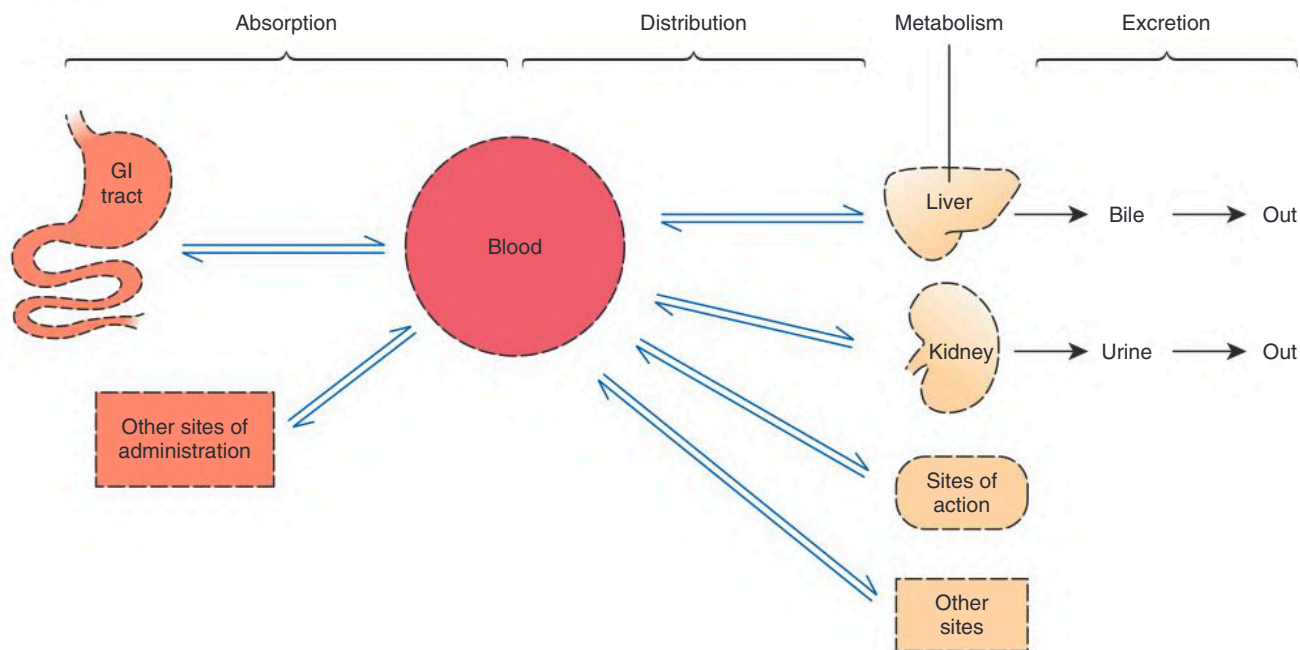 Absorption
Distribution
Metabolism
Excretion
GI
tract
Blood
Liver
Bile
Out
Kidney
Urine
Out
Other sites of
administration
Sites of
action
Other
sites